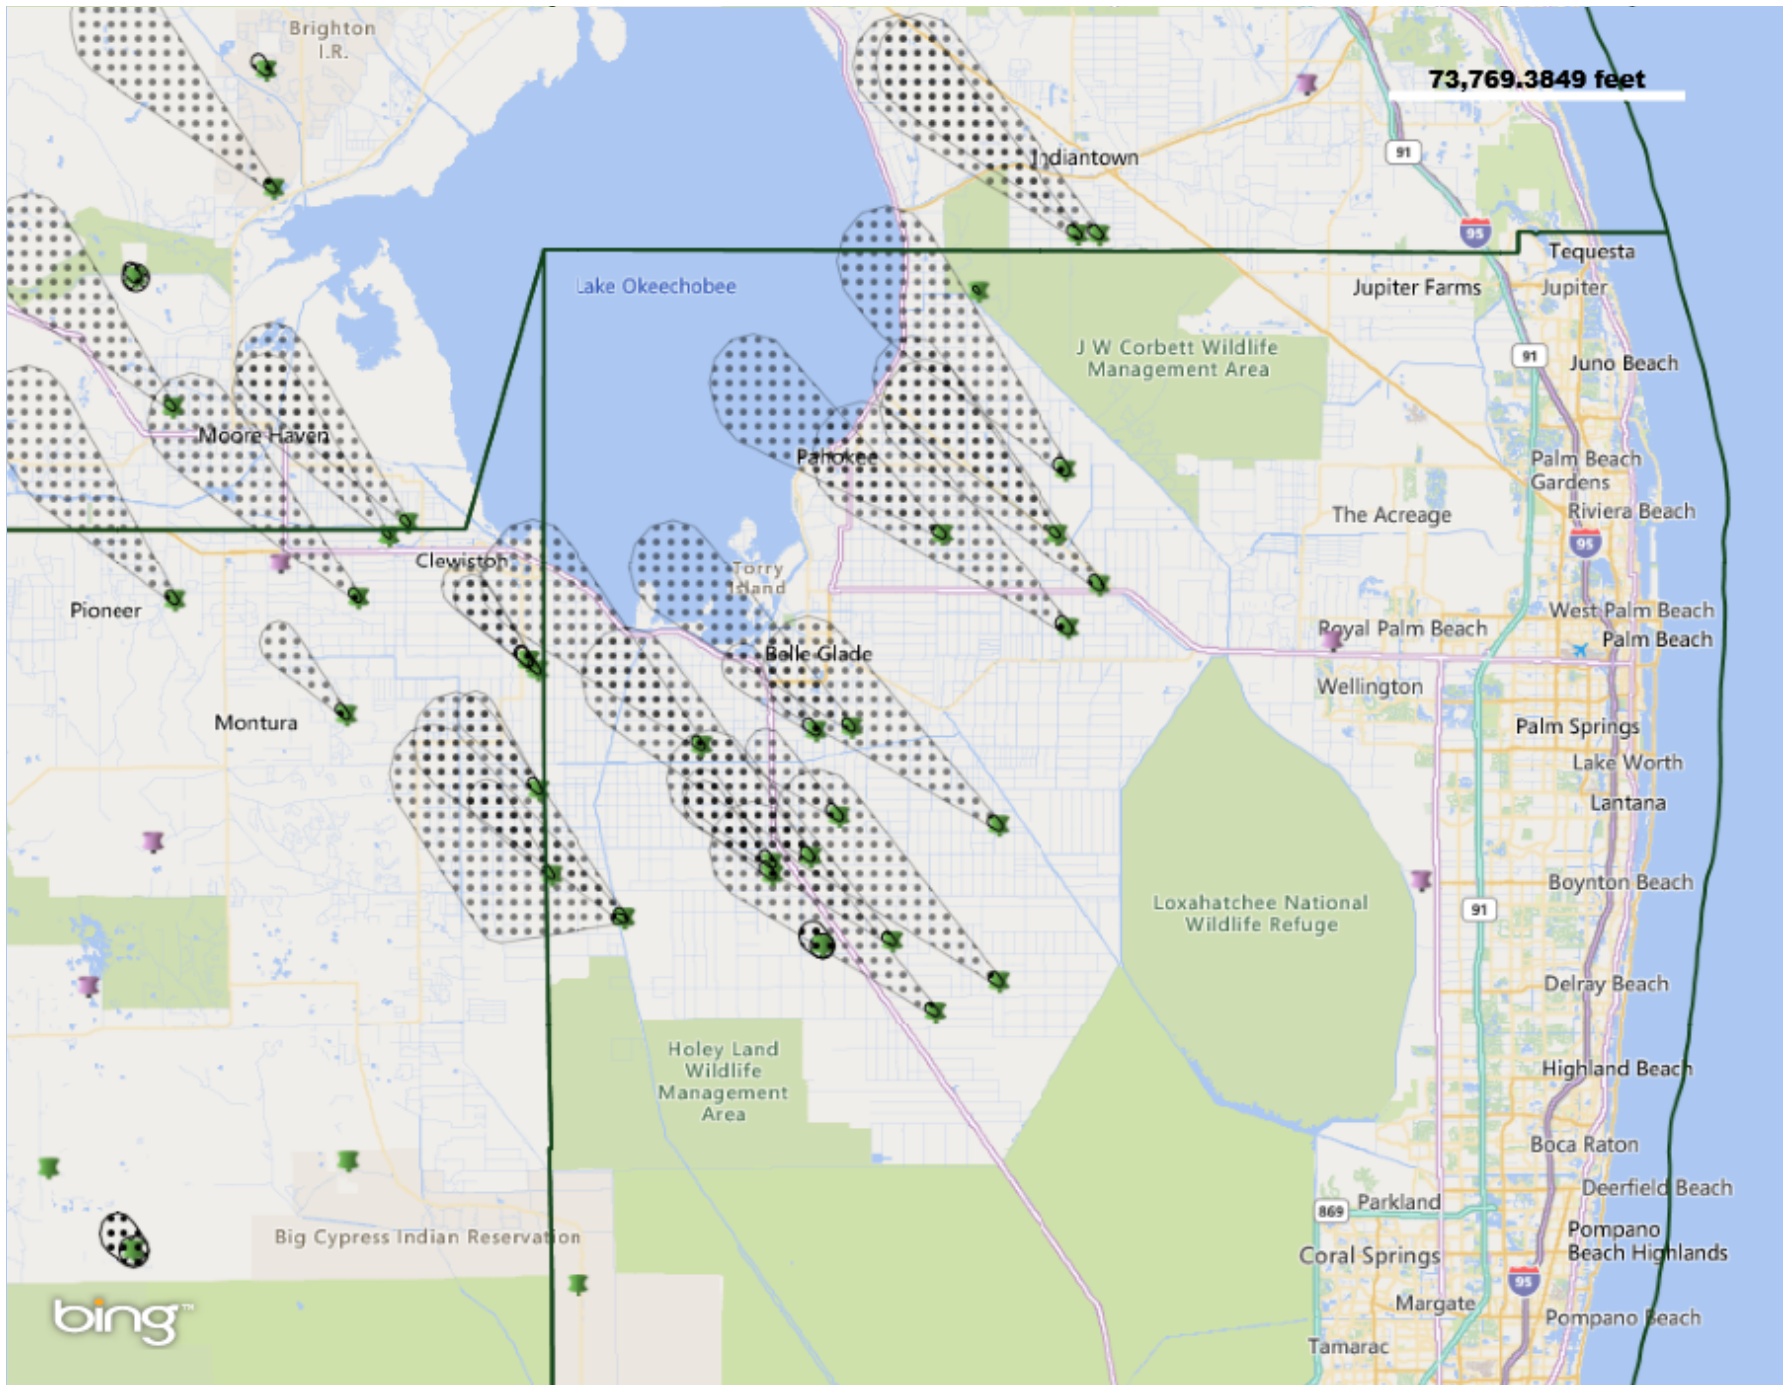 Brighton
I.R.
73,769.3849 feet
Indiantown
91
95
Tequesta
Lake Okeechobee
Jupiter Farms
Jupiter
J W Corbett Wildlife
Management Area
91
Juno Beach
Moore Haven
Pahokee
Palm Beach
Gardens
The Acreage
Riviera Beach
95
Clewiston
Torry
Island
Pioneer
West Palm Beach
Royal Palm Beach
Palm Beach
Belle Glade
Wellington
Montura
Palm Springs
Lake Worth
Lantana
Boynton Beach
Loxahatchee National
Wildlife Refuge
91
Delray Beach
Holey Land
Wildlife
Management
Area
Highland Beach
Boca Raton
Deerfield Beach
869
Parkland
Big Cypress Indian Reservation
Pompano
Beach Highlands
Coral Springs
95
Margate
bing™
Pompano Beach
Tamarac